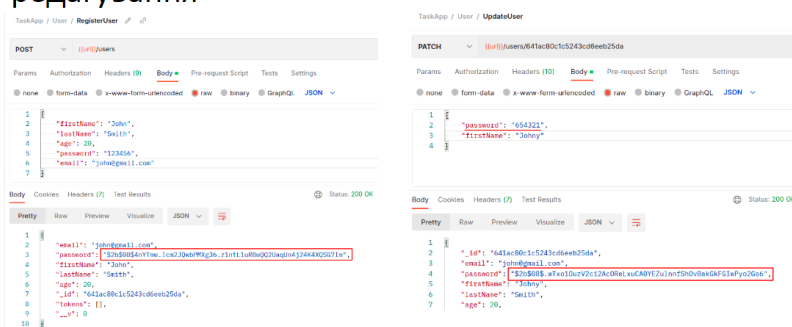 редагування
TaskApp / User / RegisterUser
POST {{url}}/users
Params Authorization Headers (9) Body Pre-request Script Tests Settings
none form-data x-www-form-urlencoded raw binary GraphQL JSON
1 {
2 "firstName": "John",
3 "lastName": "Smith",
4 "age": 20,
5 "password": "123456",
6 "email": "john@gmail.com"
7 }
Body Cookies Headers (7) Test Results Status: 200 OK
Pretty Raw Preview Visualize JSON
1 {
2 "email": "john@gmail.com",
3 "password":
4 "firstName": "John",
5 "lastName": "Smith",
6 "age": 20,
7 "_id": "641ac80c1c5243cd6eeb25da",
8 "tokens": [],
9 "__v": 0
10 }
TaskApp / User / UpdateUser
PATCH {{url}}/users/641ac80c1c5243cd6eeb25da
Params Authorization Headers (10) Body Pre-request Script Tests Settings
none form-data x-www-form-urlencoded raw binary GraphQL JSON
1 {
2 "password": "654321",
3 "firstName": "Johny"
4 }
Body Cookies Headers (7) Test Results Status: 200 OK
Pretty Raw Preview Visualize JSON
1 {
2 "_id": "641ac80c1c5243cd6eeb25da",
3 "email": "john@gmail.com",
4 "password":
5 "firstName": "Johny",
6 "lastName": "Smith",
7 "age": 20,